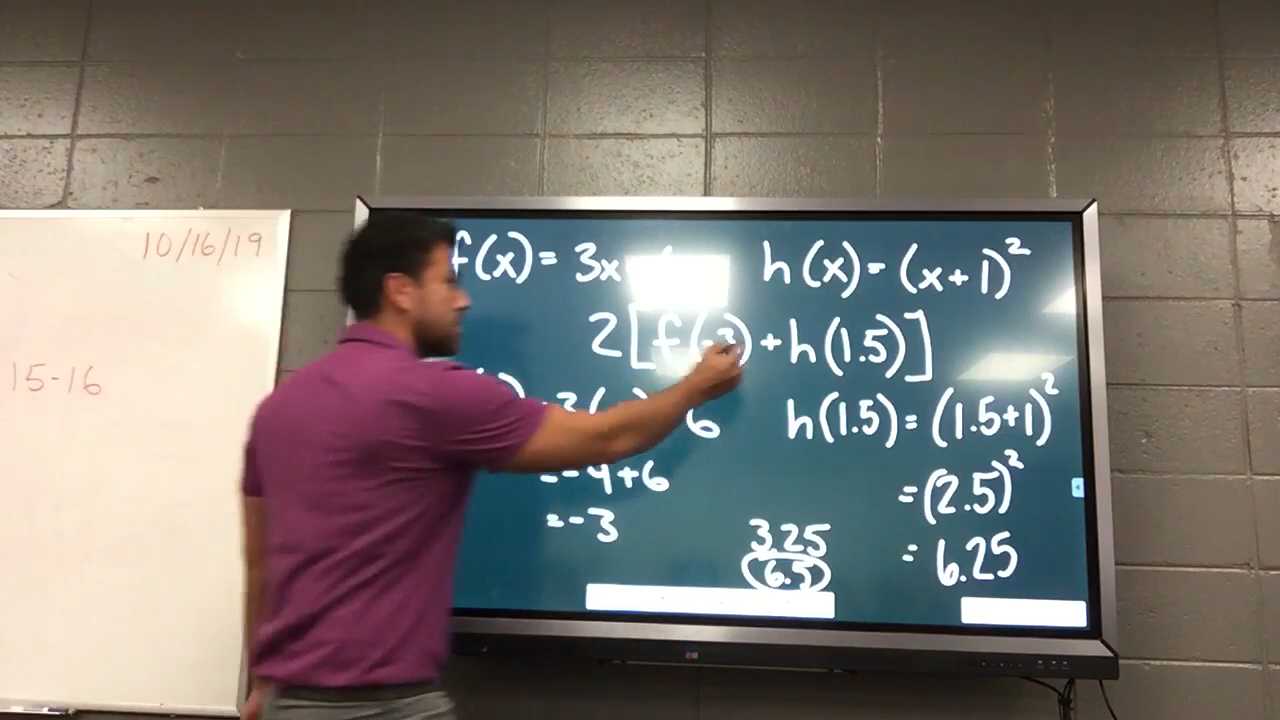 10/16/19
15-16
f(x) = 3x
h(x) = (x+1)²
2[f(-3) + h(1.5)]
6
h(1.5) = (1.5+1)²
= -9+6
= (2.5)²
= -3
3.25
= 6.25
6.5